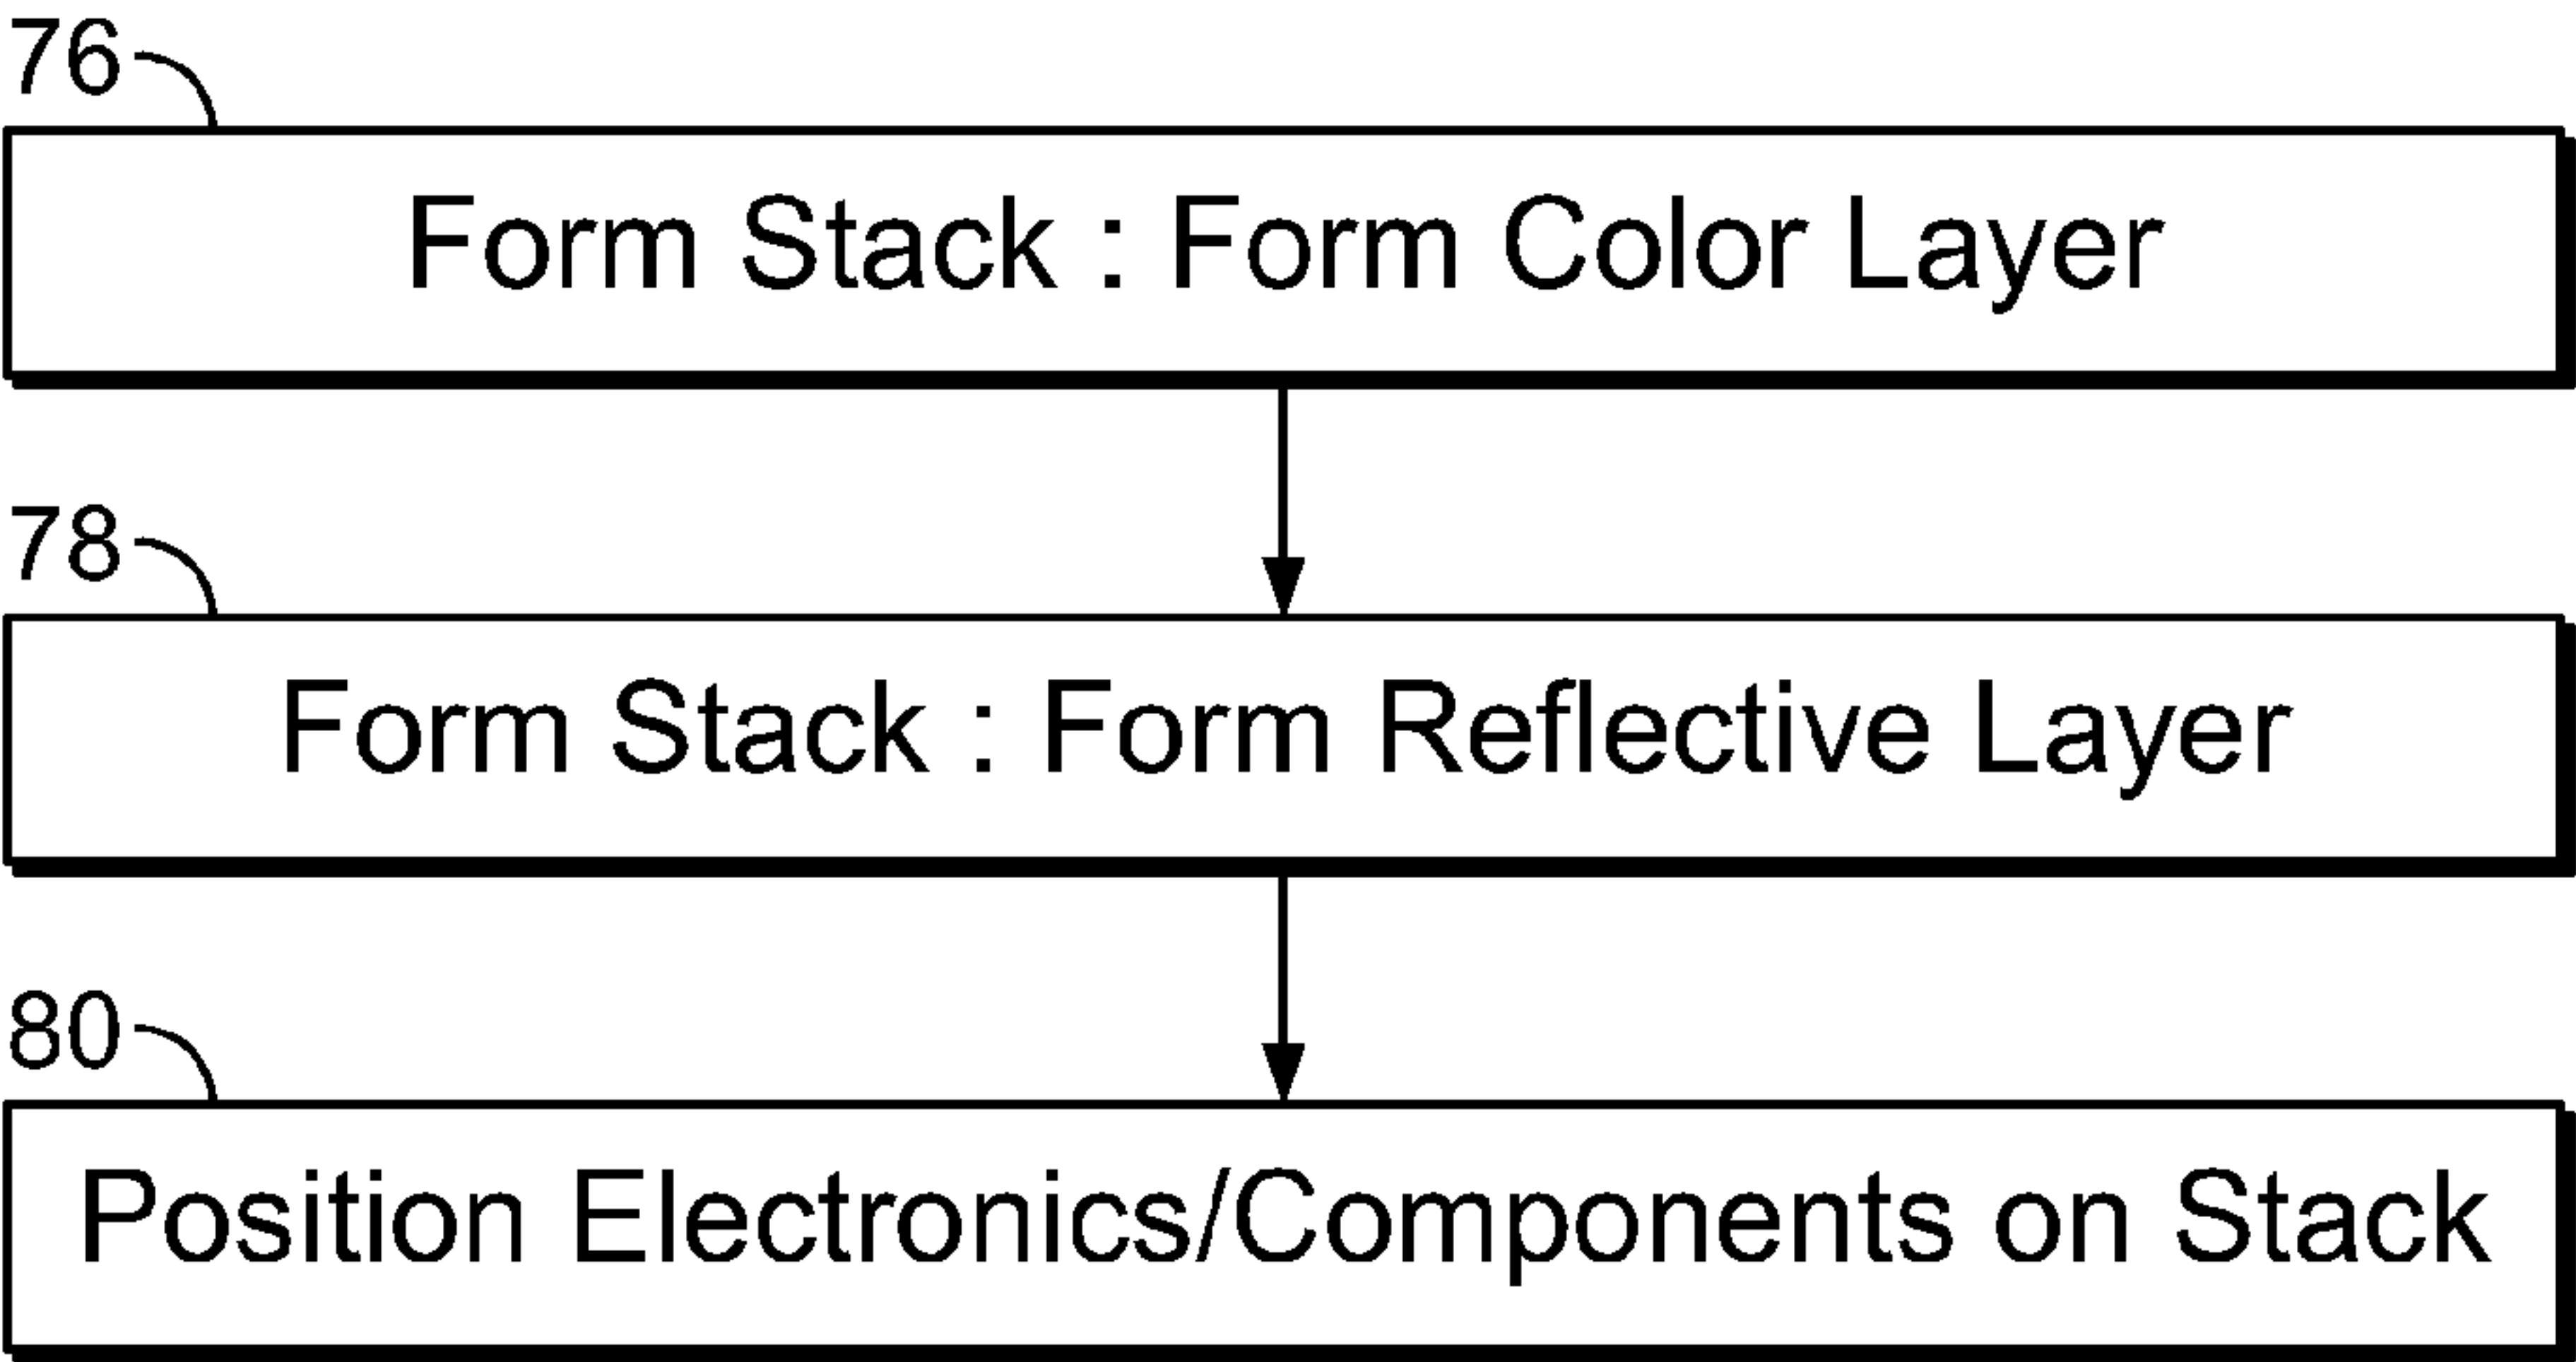 76
Form Stack : Form Color Layer
78
Form Stack : Form Reflective Layer
80
Position Electronics/Components on Stack